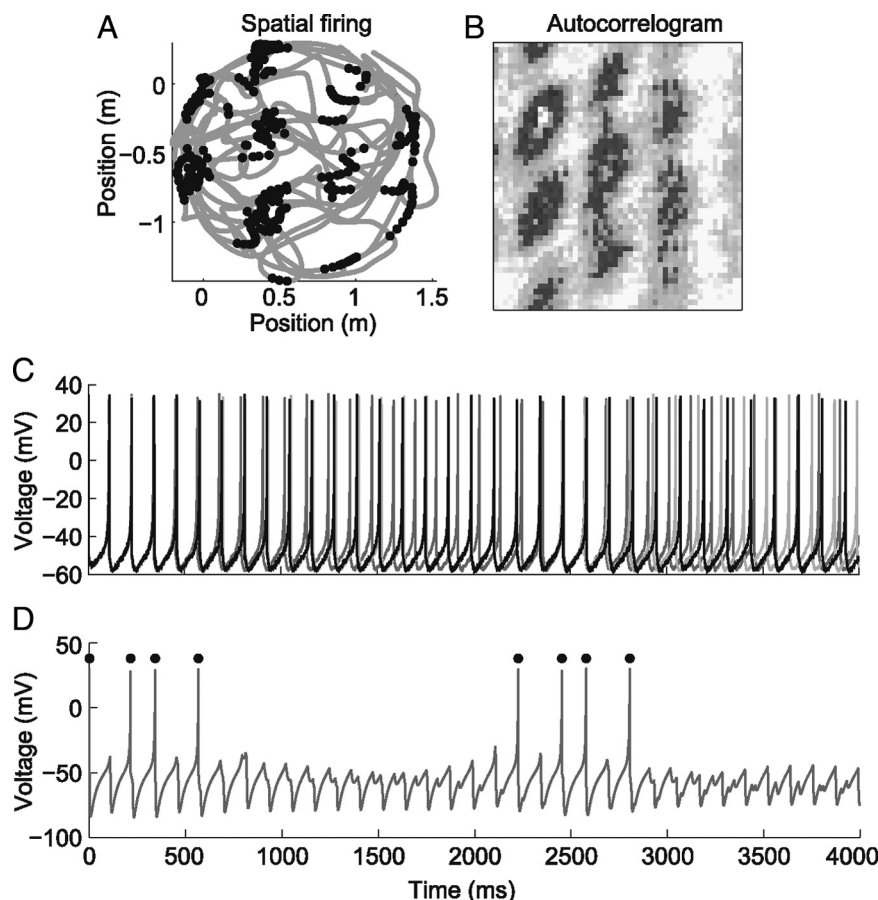 A
Spatial firing
Position (m)
0
−0.5
−1
0 0.5 1 1.5
Position (m)
B
Autocorrelogram
C
Voltage (mV)
40
20
0
−20
−40
−60
D
Voltage (mV)
50
0
−50
−100
0 500 1000 1500 2000 2500 3000 3500 4000
Time (ms)